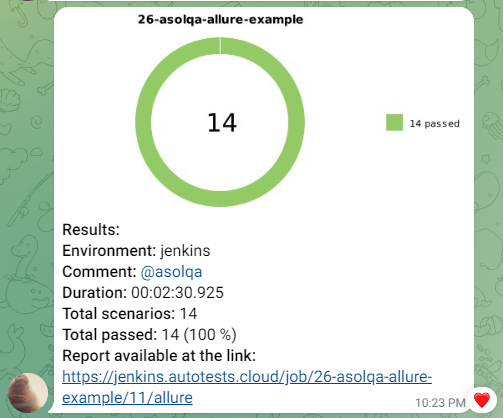 26-asolqa-allure-example
14
14 passed
Results:
Environment: jenkins
Comment: @asolqa
Duration: 00:02:30.925
Total scenarios: 14
Total passed: 14 (100 %)
Report available at the link:
https://jenkins.autotests.cloud/job/26-asolqa-allure-
example/11/allure
10:23 PM